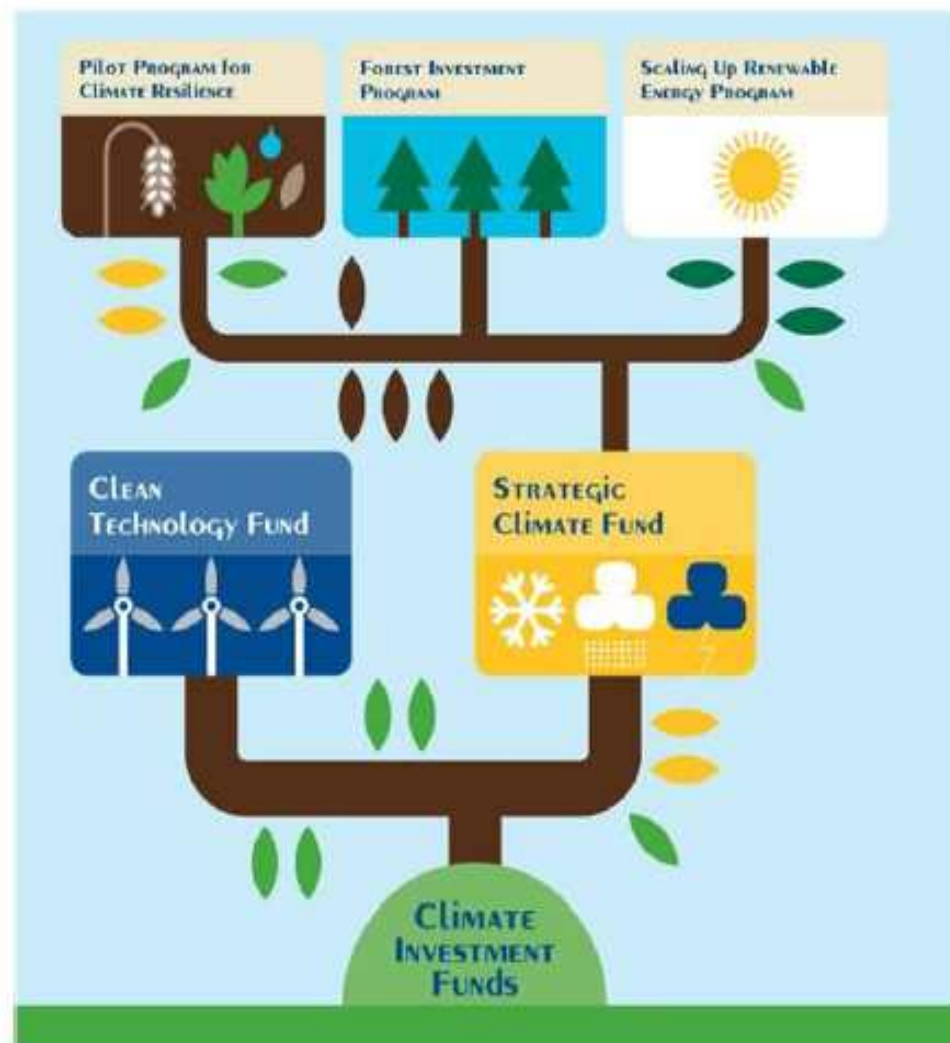 Pilot Program for
Climate Resilience
Forest Investment
Program
Scaling Up Renewable
Energy Program
Clean
Technology Fund
Strategic
Climate Fund
Climate
Investment
Funds